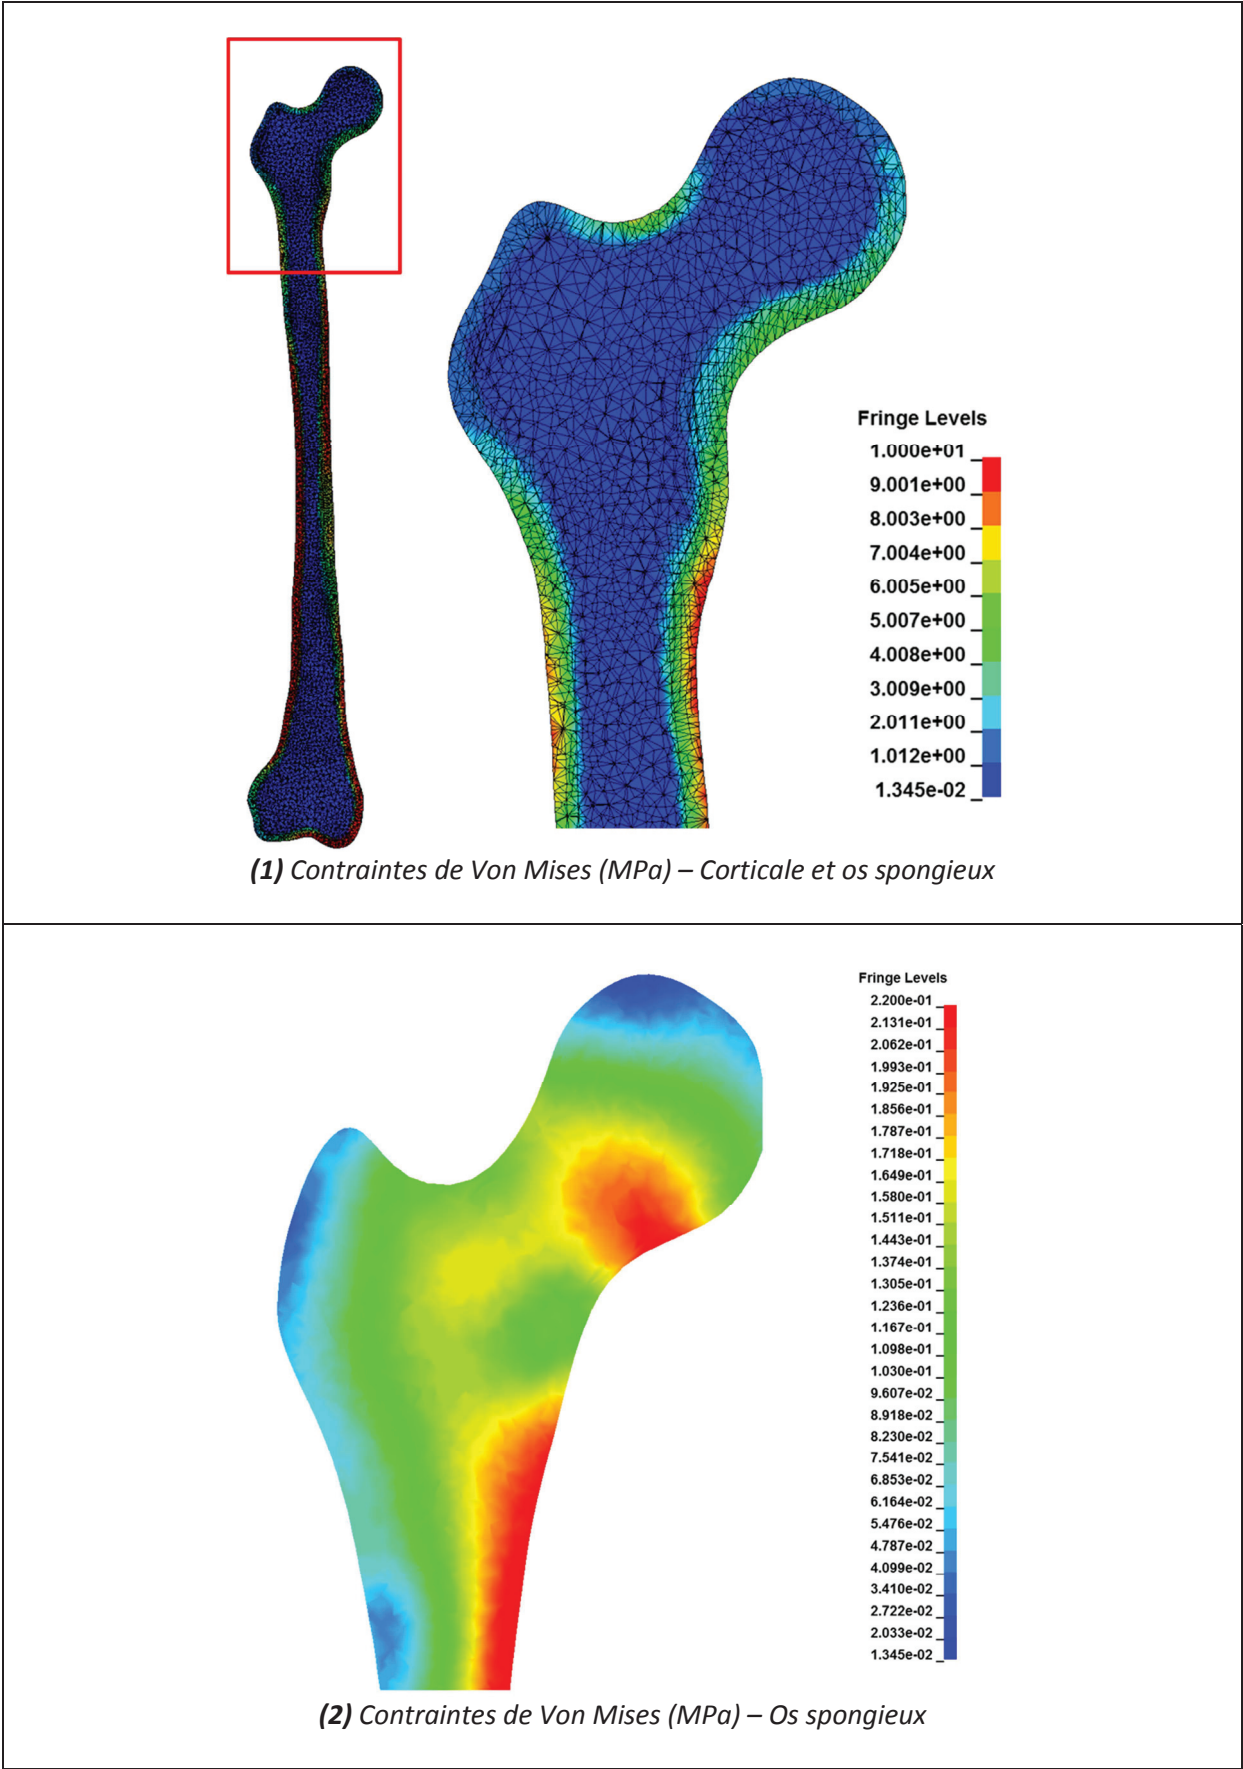 Fringe Levels
1.000e+01
9.001e+00
8.003e+00
7.004e+00
6.005e+00
5.007e+00
4.008e+00
3.009e+00
2.011e+00
1.012e+00
1.345e-02
(1) Contraintes de Von Mises (MPa) – Corticale et os spongieux
Fringe Levels
2.200e-01
2.131e-01
2.062e-01
1.993e-01
1.925e-01
1.856e-01
1.787e-01
1.718e-01
1.649e-01
1.580e-01
1.511e-01
1.443e-01
1.374e-01
1.305e-01
1.236e-01
1.167e-01
1.098e-01
1.030e-01
9.607e-02
8.918e-02
8.230e-02
7.541e-02
6.853e-02
6.164e-02
5.476e-02
4.787e-02
4.099e-02
3.410e-02
2.722e-02
2.033e-02
1.345e-02
(2) Contraintes de Von Mises (MPa) – Os spongieux